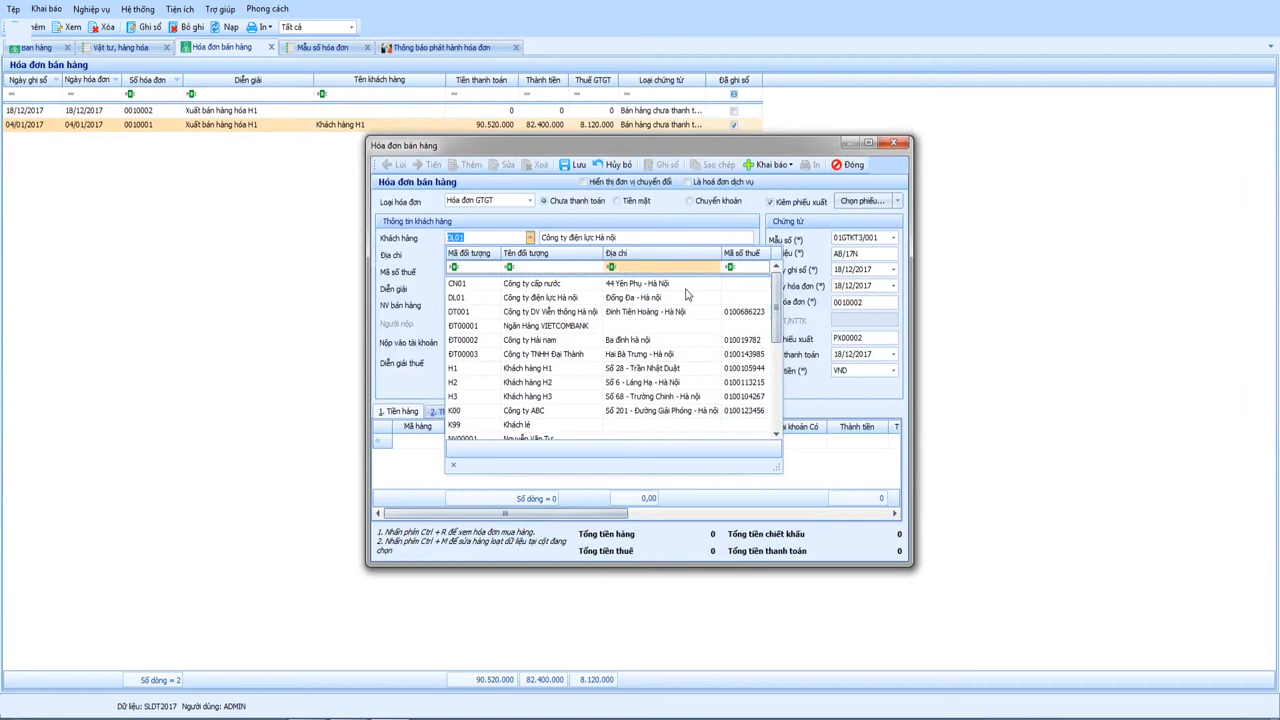 Tệp Khai báo Nghiệp vụ Hệ thống Tiện ích Trợ giúp Phong cách
Xem Xóa Ghi sổ Bỏ ghi Nạp In Tất cả
Vật tư, hàng hóa Hóa đơn bán hàng Mẫu số hóa đơn Thông báo phát hành hóa đơn
Hóa đơn bán hàng
Ngày ghi sổ Ngày hóa đơn Số hóa đơn Diễn giải Tên khách hàng Tiền thanh toán Thành tiền Thuế GTGT Loại chứng từ Đã ghi sổ
18/12/2017 18/12/2017 0010002 Xuất bán hàng hóa H1 0 0 0 Bán hàng chưa thanh t...
04/01/2017 04/01/2017 0010001 Xuất bán hàng hóa H1 Khách hàng H1 90.520.000 82.400.000 8.120.000 Bán hàng chưa thanh t...
Hóa đơn bán hàng
Lùi Tiến Thêm Sửa Xoá Lưu Hủy bỏ Ghi sổ Sao chép Khai báo In Đóng
Hóa đơn bán hàng Hiển thị đơn vị chuyển đổi Là hoá đơn dịch vụ
Loại hóa đơn Hóa đơn GTGT Chưa thanh toán Tiền mặt Chuyển khoản Kiêm phiếu xuất Chọn phiếu...
Thông tin khách hàng Chứng từ
Khách hàng DL01 Công ty điện lực Hà nội Mẫu số (*) 01GTKT3/001
Địa chỉ Mã đối tượng Tên đối tượng Địa chỉ Mã số thuế AB/17N
Mã số thuế 18/12/2017
Diễn giải CN01 Công ty cấp nước 44 Yên Phụ - Hà Nội 18/12/2017
NV bán hàng DL01 Công ty điện lực Hà nội Đống Đa - Hà nội 0010002
DT001 Công ty DV Viễn thông Hà nội Đinh Tiên Hoàng - Hà Nội 0100686223
Người nộp ĐT00001 Ngân Hàng VIETCOMBANK T/NTTK
Nộp vào tài khoản ĐT00002 Công ty Hải nam Ba đình hà nội 010019782 PX00002
ĐT00003 Công ty TNHH Đại Thành Hai Bà Trưng - Hà Nội 010143985 18/12/2017
Diễn giải thuế H1 Khách hàng H1 Số 28 - Trần Nhật Duật 0100105944 VND
H2 Khách hàng H2 Số 6 - Láng Hạ - Hà Nội 0100113215
H3 Khách hàng H3 Số 68 - Trường Chinh - Hà nội 0100104267
1. Tiền hàng K00 Công ty ABC Số 201 - Đường Giải Phóng - Hà nội 0100123456
Mã hàng K99 Khách lẻ Thành tiền
NV00001 Nguyễn Văn Tư
Số dòng = 0 0,00 0
1. Nhấn phím Ctrl + R để xem hóa đơn mua hàng. Tổng tiền hàng 0 Tổng tiền chiết khấu 0
2. Nhấn phím Ctrl + M để sửa hàng loạt dữ liệu tại cột đang
chọn Tổng tiền thuế 0 Tổng tiền thanh toán 0
Số dòng = 2 90.520.000 82.400.000 8.120.000
Dữ liệu: SLDT2017 Người dùng: ADMIN